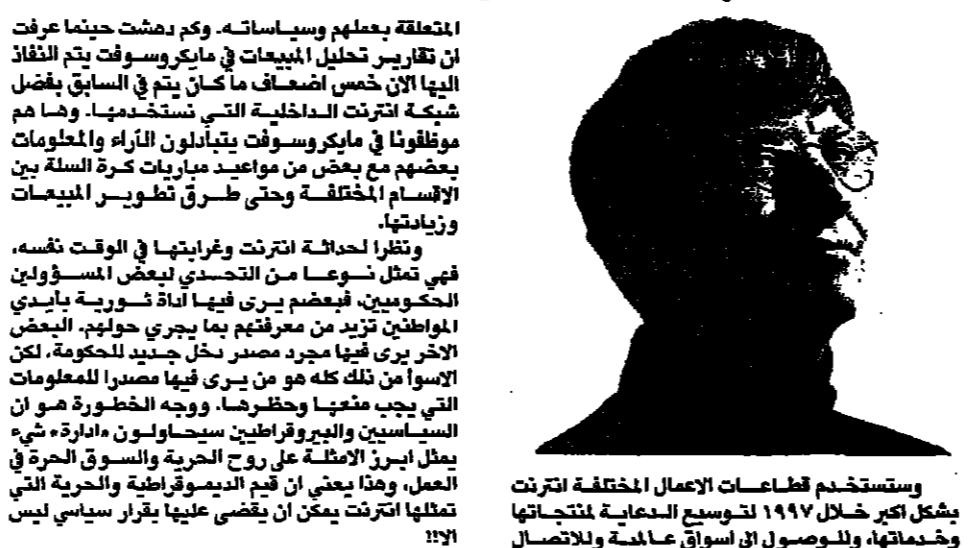 وستستخدم قطاعات الاعمال المختلفة انترنت
بشكل اكبر خلال ١٩٩٧ لتوسيع الدعاية لمنتجاتها
وخدماتها، وللوصول الى اسواق عالمية وللاتصال
المتعلقة بعملهم وسياساته. وكم دهشت حينما عرفت
ان تقارير تحليل المبيعات في مايكروسوفت يتم النفاذ
اليها الان خمس اضعاف ما كان يتم في السابق بفضل
شبكة انترنت الداخلية التي نستخدمها. وها هم
موظفونا في مايكروسوفت يتبادلون الآراء والمعلومات
بعضهم مع بعض من مواعيد مباريات كرة السلة بين
الاقسام المختلفة وحتى طرق تطوير المبيعات
وزيادتها.
ونظرا لحداثة انترنت وغرابتها في الوقت نفسه،
فهي تمثل نوعا من التحدي لبعض المسؤولين
الحكوميين، فبعضهم يرى فيها اداة ثورية بأيدي
المواطنين تزيد من معرفتهم بما يجري حولهم. البعض
الاخر يرى فيها مجرد مصدر دخل جديد للحكومة، لكن
الاسوأ من ذلك كله هو من يرى فيها مصدرا للمعلومات
التي يجب منعها وحظرها. ووجه الخطورة هو ان
السياسيين والبيروقراطيين سيحاولون «ادارة» شيء
يمثل ابرز الامثلة على روح الحرية والسوق الحرة في
العمل، وهذا يعني ان قيم الديموقراطية والحرية التي
تمثلها انترنت يمكن ان يقضى عليها بقرار سياسي ليس
الا!!